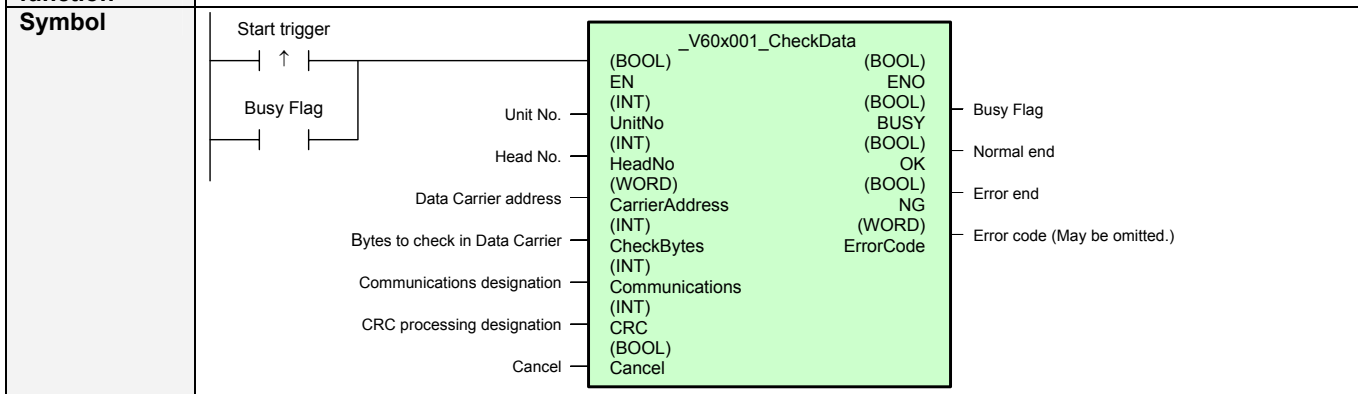 function
Symbol
Start trigger
↑
Busy Flag
Unit No.
Head No.
Data Carrier address
Bytes to check in Data Carrier
Communications designation
CRC processing designation
Cancel
_V60x001_CheckData
(BOOL) (BOOL)
EN ENO
(INT) (BOOL)
UnitNo BUSY
(INT) (BOOL)
HeadNo OK
(WORD) (BOOL)
CarrierAddress NG
(INT) (WORD)
CheckBytes ErrorCode
(INT)
Communications
(INT)
CRC
(BOOL)
Cancel
Busy Flag
Normal end
Error end
Error code (May be omitted.)